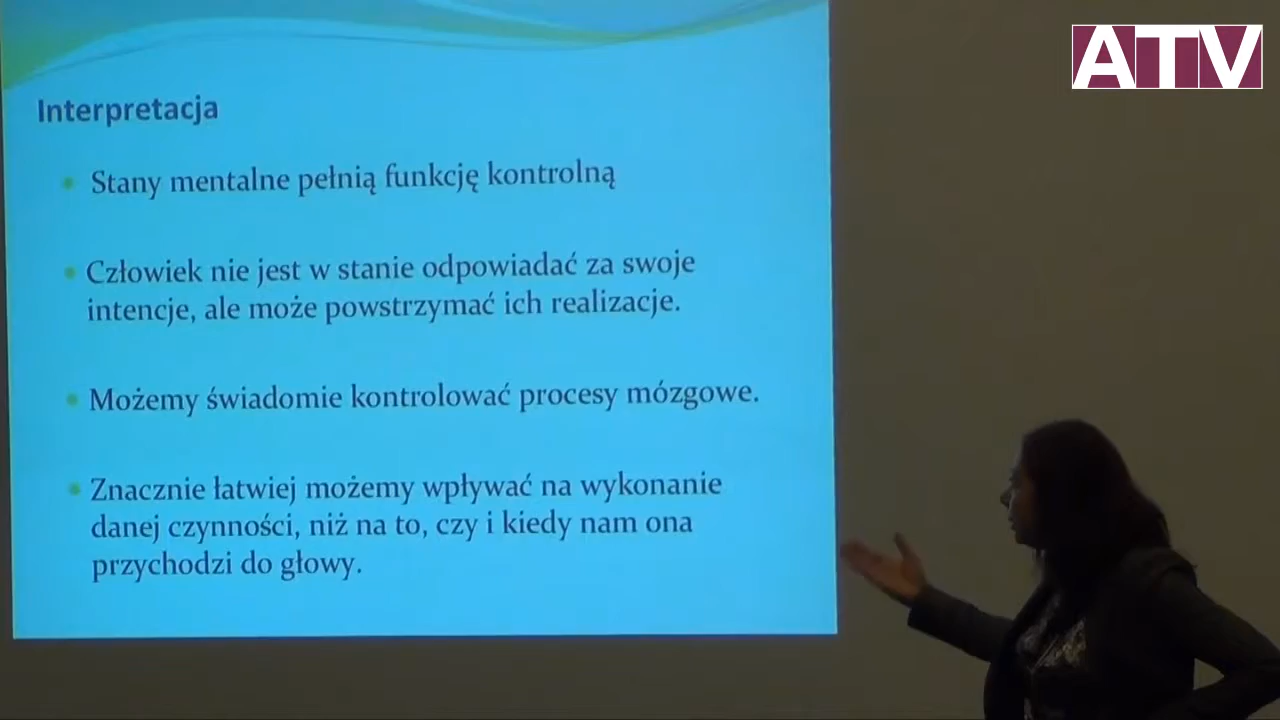 ATV
Interpretacja
Stany mentalne pełnią funkcję kontrolną
Człowiek nie jest w stanie odpowiadać za swoje
intencje, ale może powstrzymać ich realizacje.
Możemy świadomie kontrolować procesy mózgowe.
Znacznie łatwiej możemy wpływać na wykonanie
danej czynności, niż na to, czy i kiedy nam ona
przychodzi do głowy.